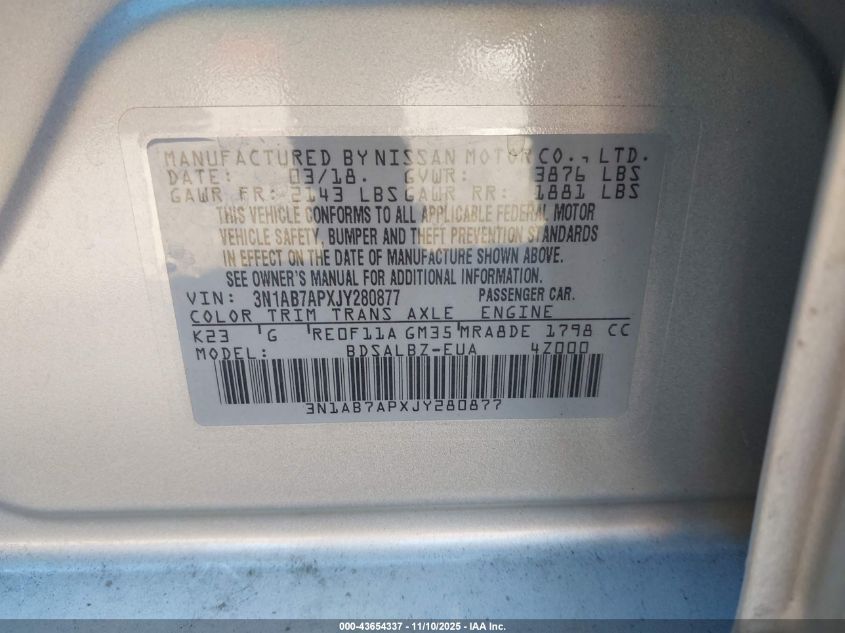 MANUFACTURED BY NISSAN MOTOR CO., LTD.
DATE: 03/18. GVWR: 3876 LBS
GAWR FR: 2143 LBS GAWR RR: 1881 LBS
THIS VEHICLE CONFORMS TO ALL APPLICABLE FEDERAL MOTOR
VEHICLE SAFETY, BUMPER AND THEFT PREVENTION STANDARDS
IN EFFECT ON THE DATE OF MANUFACTURE SHOWN ABOVE.
SEE OWNER'S MANUAL FOR ADDITIONAL INFORMATION.
VIN: 3N1AB7APXJY280877 PASSENGER CAR.
COLOR TRIM TRANS AXLE ENGINE
K23 'G 'RE0F11A GM35 'MRA8DE 1798 CC
MODEL: BDSALBZ-EUA 4Z000
3N1AB7APXJY280877
000-43654337 - 11/10/2025 - IAA Inc.